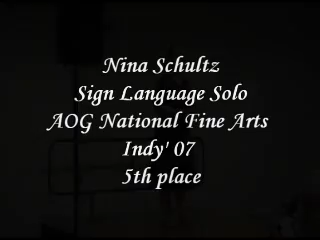 Nina Schultz
Sign Language Solo
AOG National Fine Arts
Indy' 07
5th place